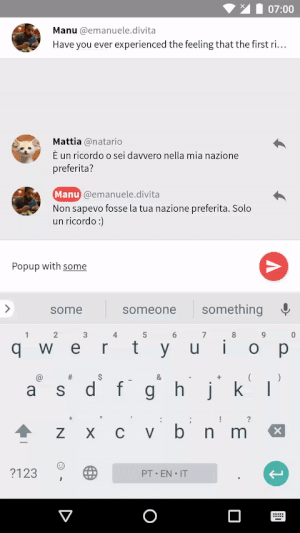 07:00
Manu @emanuele.divita
Have you ever experienced the feeling that the first ri…
Mattia @natario
È un ricordo o sei davvero nella mia nazione
preferita?
Manu @emanuele.divita
Non sapevo fosse la tua nazione preferita. Solo
un ricordo :)
Popup with some
some someone something
1 2 3 4 5 6 7 8 9 0
q w e r t y u i o p
@ # $ _ & - + ( )
a s d f g h j k l
* " ' : ; ! ?
z x c v b n m
?123 , PT • EN • IT .